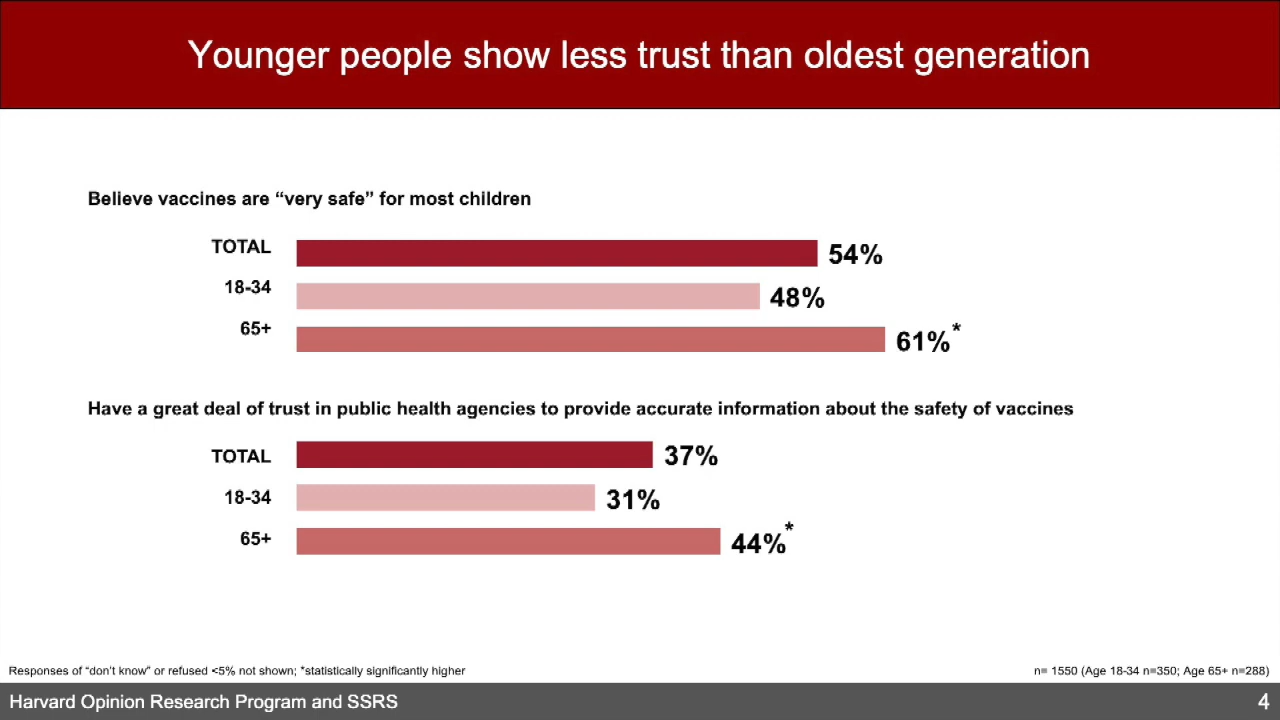 Younger people show less trust than oldest generation
Believe vaccines are “very safe” for most children
TOTAL 54%
18-34 48%
65+ 61%*
Have a great deal of trust in public health agencies to provide accurate information about the safety of vaccines
TOTAL 37%
18-34 31%
65+ 44%*
Responses of “don’t know” or refused <5% not shown; *statistically significantly higher
n= 1550 (Age 18-34 n=350; Age 65+ n=288)
Harvard Opinion Research Program and SSRS
4